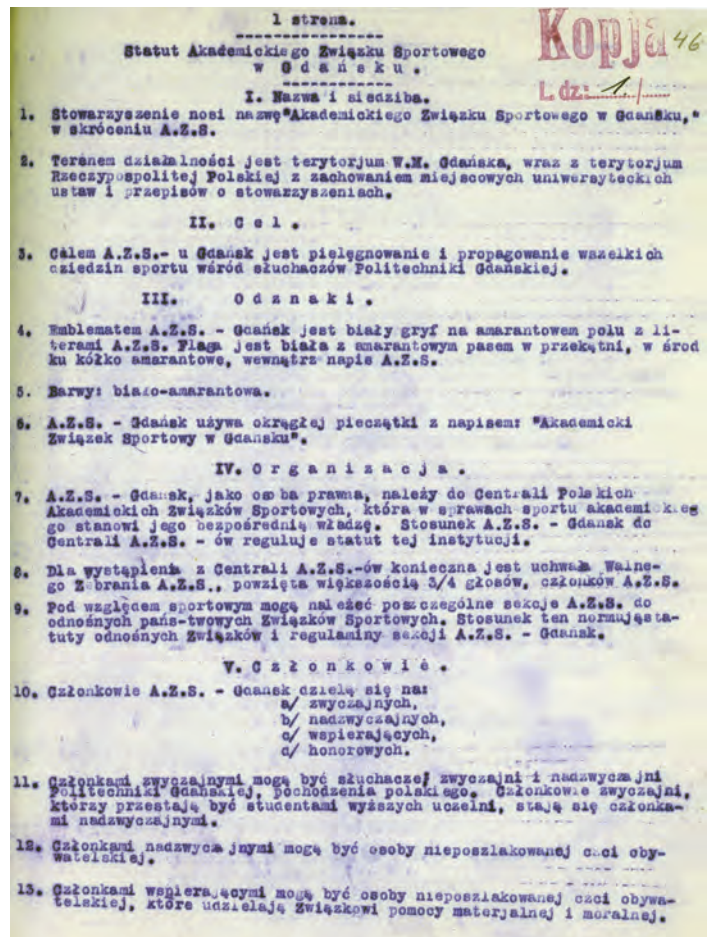 1 strona.
Kopja 46
Statut Akademickiego Związku Sportowego
w Gdańsku.
L. dz: 1/
I. Nazwa i siedziba.
1. Stowarzyszenie nosi nazwę "Akademickiego Związku Sportowego w Gdańsku,"
w skróceniu A.Z.S.
2. Terenem działalności jest terytorjum W.M. Gdańska, wraz z terytorjum
Rzeczypospolitej Polskiej z zachowaniem miejscowych uniwersyteckich
ustaw i przepisów o stowarzyszeniach.
II. Cel.
3. Celem A.Z.S.- u Gdańsk jest pielęgnowanie i propagowanie wszelkich
dziedzin sportu wśród słuchaczów Politechniki Gdańskiej.
III. Odznaki.
4. Emblematem A.Z.S. - Gdańsk jest biały gryf na amarantowem polu z li-
terami A.Z.S. Flaga jest biała z amarantowym pasem w przekątni, w środ
ku kółko amarantowe, wewnątrz napis A.Z.S.
5. Barwy: biało-amarantowa.
6. A.Z.S. - Gdańsk używa okrągłej pieczątki z napisem: "Akademicki
Związek Sportowy w Gdańsku".
IV. Organizacja.
7. A.Z.S. - Gdańsk, jako osoba prawna, należy do Centrali Polskich
Akademickich Związków Sportowych, która w sprawach sportu akademickieg
go stanowi jego bezpośrednią władzę. Stosunek A.Z.S. - Gdańsk do
Centrali A.Z.S. - ów reguluje statut tej instytucji.
8. Dla wystąpienia z Centrali A.Z.S.-ów konieczna jest uchwała Walne-
go Zebrania A.Z.S., powzięta większością 3/4 głosów, członków A.Z.S.
9. Pod względem sportowym mogą należeć poszczególne sekcje A.Z.S. do
odnośnych pańs-twowych Związków Sportowych. Stosunek ten normująsta-
tuty odnośnych Związków i regulaminy sekcji A.Z.S. - Gdańsk.
V. Członkowie.
10. Członkowie A.Z.S. - Gdańsk dzielą się na:
a/ zwyczajnych,
b/ nadzwyczajnych,
c/ wspierających,
d/ honorowych.
11. Członkami zwyczajnymi mogą być słuchacze/ zwyczajni i nadzwyczajni
Politechniki Gdańskiej, pochodzenia polskiego. Członkowie zwyczajni,
którzy przestają być studentami wyższych uczelni, stają się członka-
mi nadzwyczajnymi.
12. Członkami nadzwyczajnymi mogą być osoby nieposzlakowanej czci oby-
watelskiej.
13. Członkami wspierającymi mogą być osoby nieposzlakowanej czci obywa-
telskiej, które udzielają Związkowi pomocy materjalnej i moralnej.